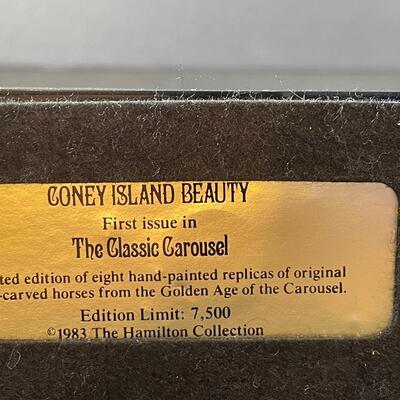 CONEY ISLAND BEAUTY
First issue in
The Classic Carousel
ted edition of eight hand-painted replicas of original
-carved horses from the Golden Age of the Carousel.
Edition Limit: 7,500
©1983 The Hamilton Collection